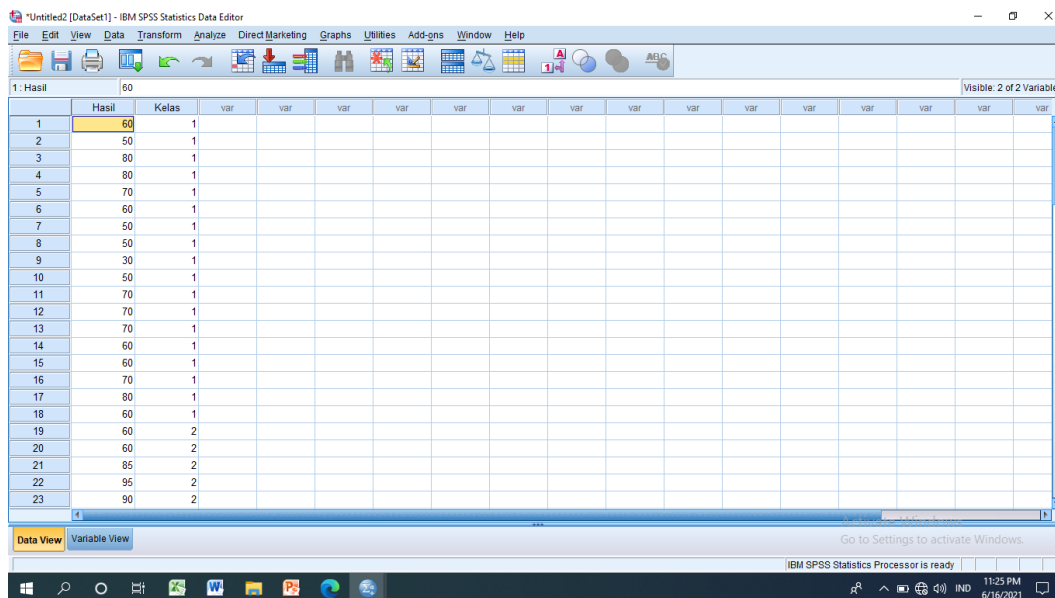 *Untitled2 [DataSet1] - IBM SPSS Statistics Data Editor
File Edit View Data Transform Analyze Direct Marketing Graphs Utilities Add-ons Window Help
1 : Hasil 60 Visible: 2 of 2 Variable
Hasil Kelas var var var var var var var var var var var var var var var
1 60 1
2 50 1
3 80 1
4 80 1
5 70 1
6 60 1
7 50 1
8 50 1
9 30 1
10 50 1
11 70 1
12 70 1
13 70 1
14 60 1
15 60 1
16 70 1
17 80 1
18 60 1
19 60 2
20 60 2
21 85 2
22 95 2
23 90 2
Activate Windows
Data View Variable View Go to Settings to activate Windows.
IBM SPSS Statistics Processor is ready
IND 11:25 PM
6/16/2021